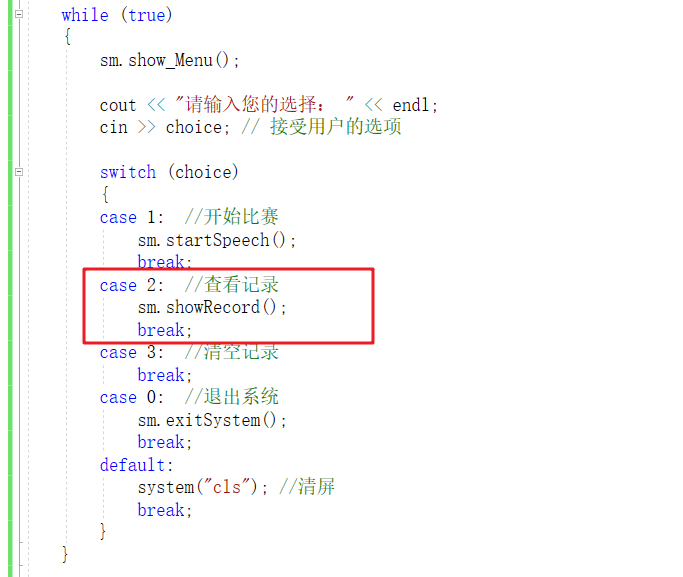 while (true)
{
sm.show_Menu();
cout << "请输入您的选择： " << endl;
cin >> choice; // 接受用户的选项
switch (choice)
{
case 1:  //开始比赛
sm.startSpeech();
break;
case 2:  //查看记录
sm.showRecord();
break;
case 3:  //清空记录
break;
case 0:  //退出系统
sm.exitSystem();
break;
default:
system("cls"); //清屏
break;
}
}